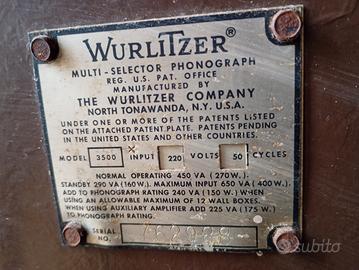 WURLITZER®
MULTI-SELECTOR PHONOGRAPH
REG. U.S. PAT. OFFICE
MANUFACTURED BY
THE WURLITZER COMPANY
NORTH TONAWANDA, N.Y. U.S.A.
UNDER ONE OR MORE OF THE PATENTS LISTED
ON THE ATTACHED PATENT PLATE. PATENTS PENDING
IN THE UNITED STATES AND OTHER COUNTRIES.
MODEL 3500 INPUT 220 VOLTS 50 CYCLES
NORMAL OPERATING 450 VA (270 W.)
STANDBY 290 VA (160 W.). MAXIMUM INPUT 650 VA (400 W.)
ADD TO PHONOGRAPH RATING 240 VA (150 W.) WHEN
USING AN ALLOWABLE MAXIMUM OF 12 WALL BOXES.
WHEN USING AUXILIARY AMPLIFIER ADD 225 VA (175 W.)
TO PHONOGRAPH RATING.
SERIAL NO.
subito